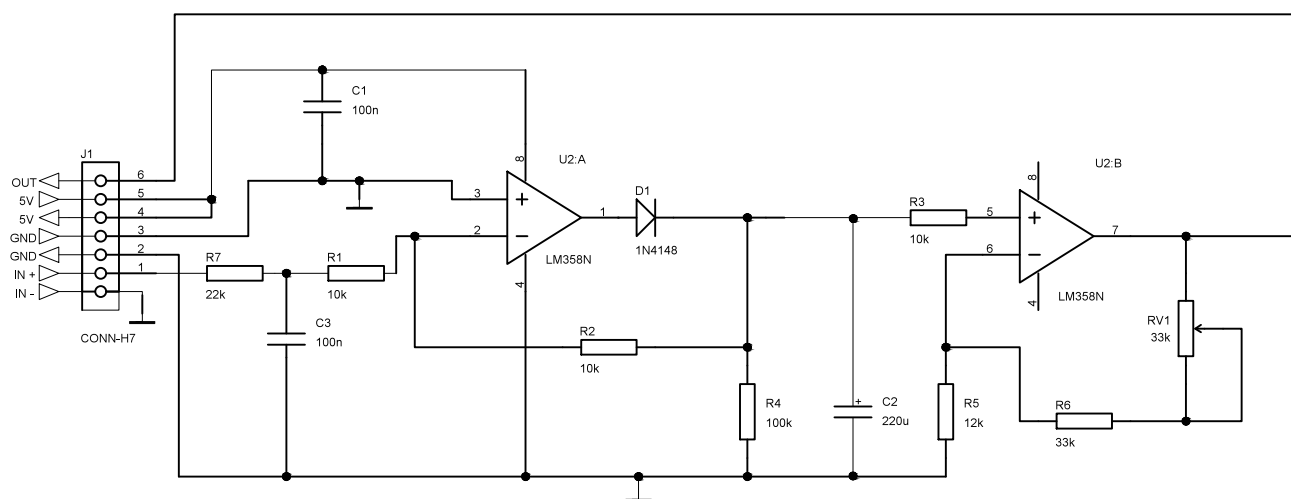 C1
100n
J1
OUT
6
5V
5
5V
4
GND
3
GND
2
IN +
1
IN -
CONN-H7
R7
22k
R1
10k
C3
100n
U2:A
8
3
2
1
4
LM358N
D1
1N4148
R2
10k
R4
100k
C2
220u
+
R3
10k
U2:B
8
5
6
7
4
LM358N
R5
12k
R6
33k
RV1
33k